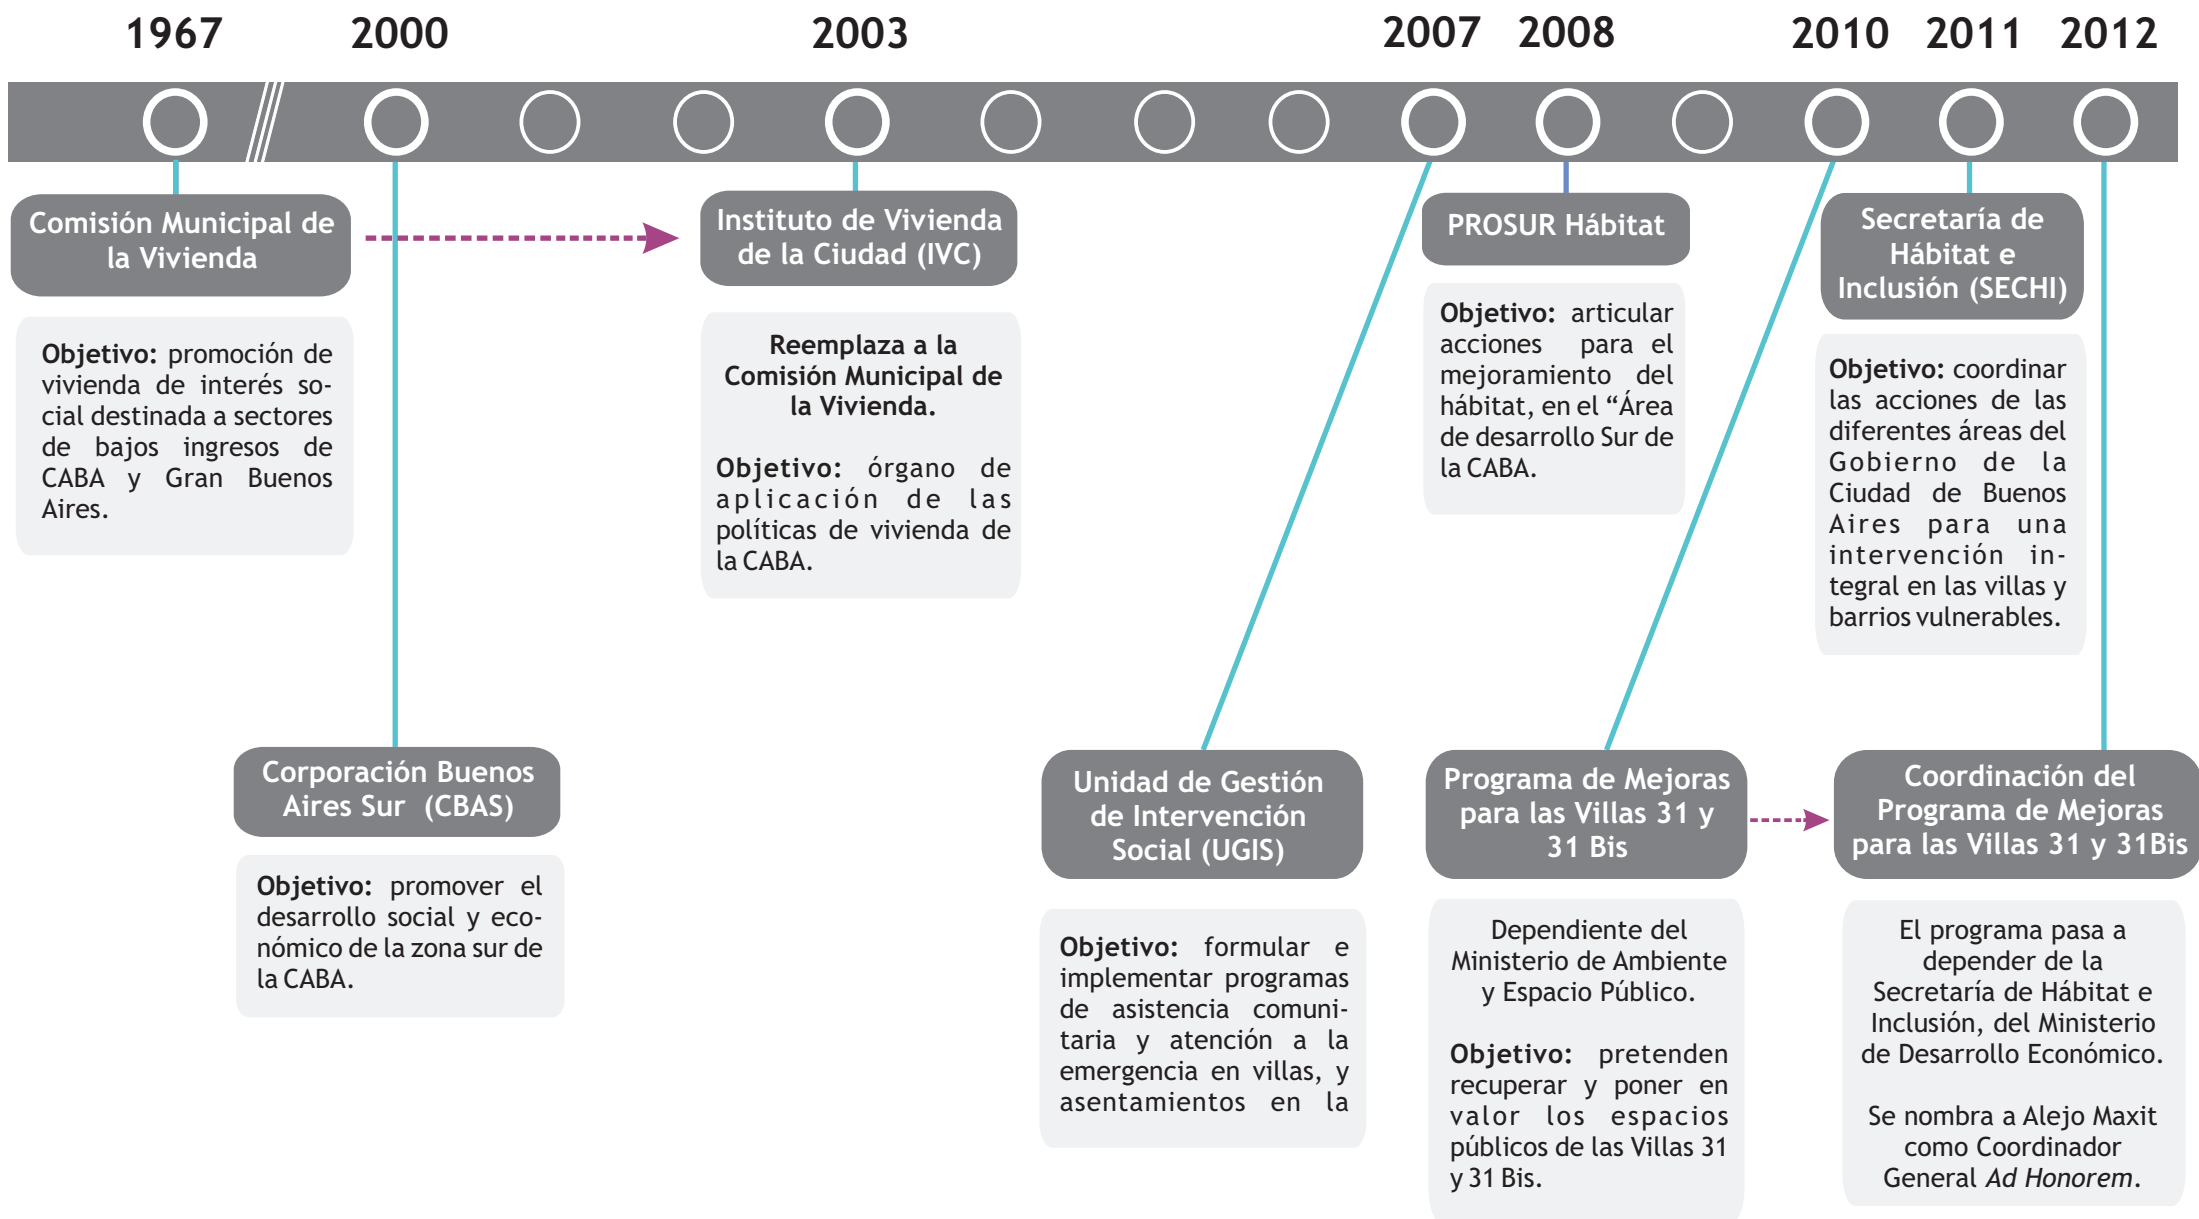 1967
2000
2003
2007
2008
2010
2011
2012
Comisión Municipal de
la Vivienda
Objetivo: promoción de
vivienda de interés so-
cial destinada a sectores
de bajos ingresos de
CABA y Gran Buenos
Aires.
Corporación Buenos
Aires Sur (CBAS)
Objetivo: promover el
desarrollo social y eco-
nómico de la zona sur de
la CABA.
Instituto de Vivienda
de la Ciudad (IVC)
Reemplaza a la
Comisión Municipal de
la Vivienda.
Objetivo: órgano de
aplicación de las
políticas de vivienda de
la CABA.
Unidad de Gestión
de Intervención
Social (UGIS)
Objetivo: formular e
implementar programas
de asistencia comuni-
taria y atención a la
emergencia en villas, y
asentamientos en la
PROSUR Hábitat
Objetivo: articular
acciones para el
mejoramiento del
hábitat, en el “Área
de desarrollo Sur de
la CABA.
Programa de Mejoras
para las Villas 31 y
31 Bis
Dependiente del
Ministerio de Ambiente
y Espacio Público.
Objetivo: pretenden
recuperar y poner en
valor los espacios
públicos de las Villas 31
y 31 Bis.
Secretaría de
Hábitat e
Inclusión (SECHI)
Objetivo: coordinar
las acciones de las
diferentes áreas del
Gobierno de la
Ciudad de Buenos
Aires para una
intervención in-
tegral en las villas y
barrios vulnerables.
Coordinación del
Programa de Mejoras
para las Villas 31 y 31Bis
El programa pasa a
depender de la
Secretaría de Hábitat e
Inclusión, del Ministerio
de Desarrollo Económico.
Se nombra a Alejo Maxit
como Coordinador
General Ad Honorem.